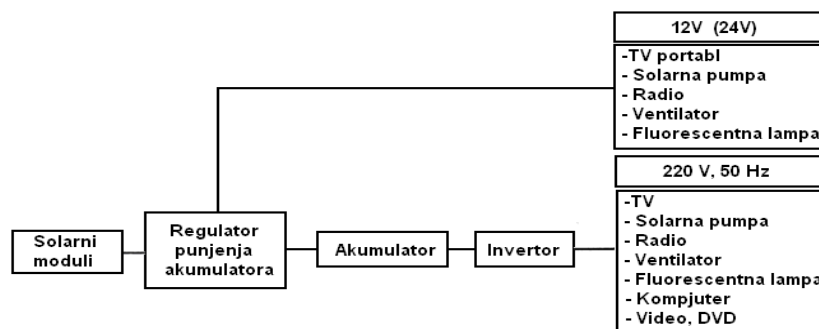 12V (24V)
-TV portabl
- Solarna pumpa
- Radio
- Ventilator
- Fluorescentna lampa
220 V, 50 Hz
-TV
- Solarna pumpa
- Radio
- Ventilator
- Fluorescentna lampa
- Kompjuter
- Video, DVD
Solarni
moduli
Regulator
punjenja
akumulatora
Akumulator
Invertor